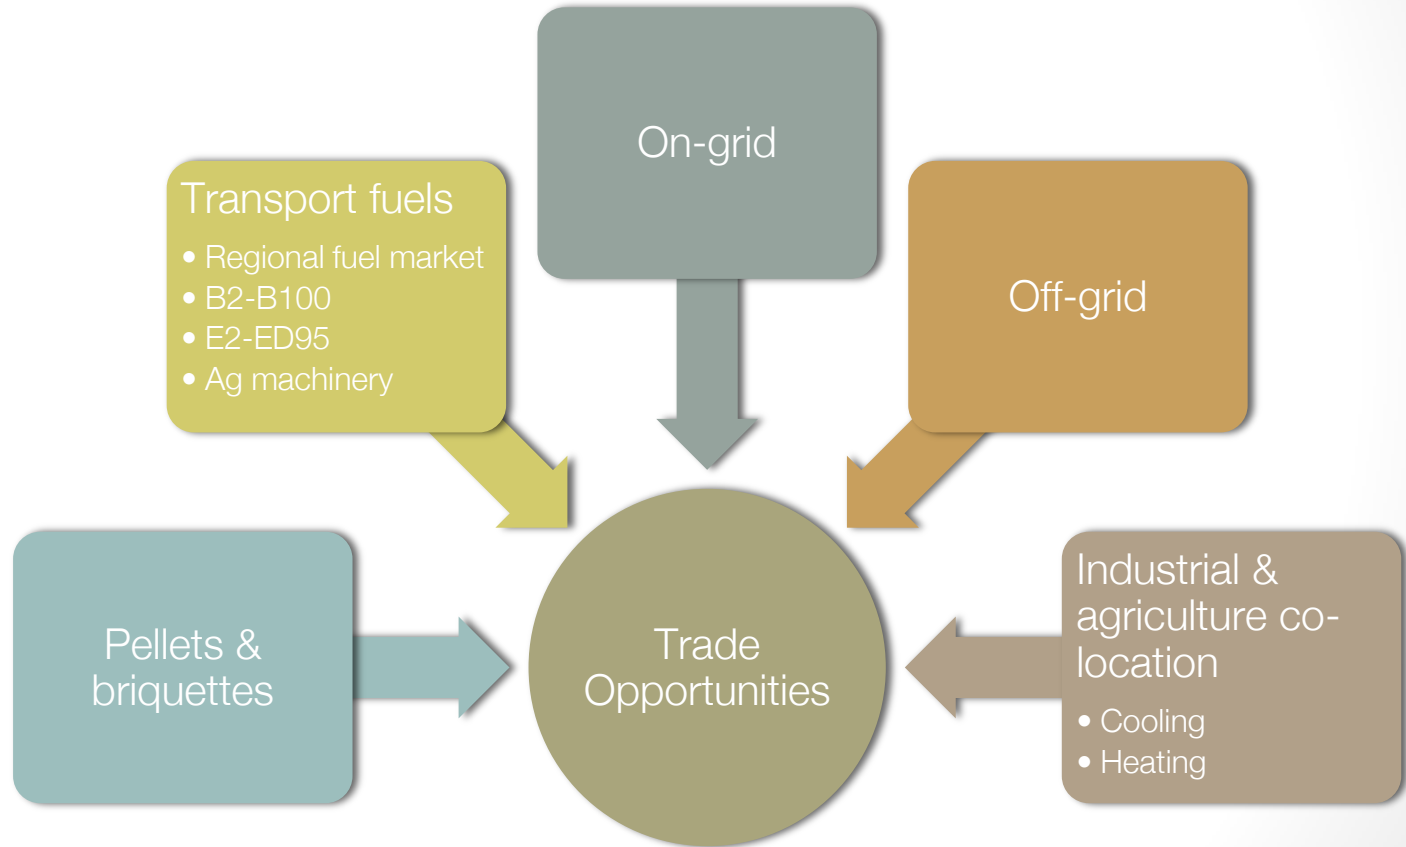 On-grid
Transport fuels
• Regional fuel market
• B2-B100
• E2-ED95
• Ag machinery
Off-grid
Pellets &
briquettes
Trade
Opportunities
Industrial &
agriculture co-
location
• Cooling
• Heating